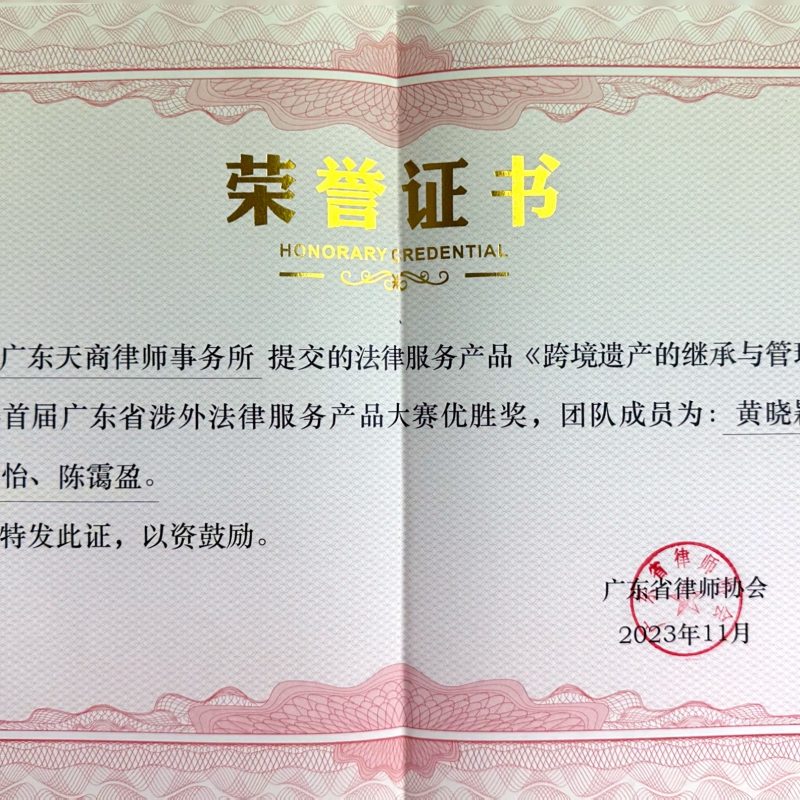 荣誉证书
HONORARY CREDENTIAL
广东天商律师事务所 提交的法律服务产品《跨境遗产的继承与管理
首届广东省涉外法律服务产品大赛优胜奖，团队成员为：黄晓
怡、陈霭盈。
特发此证，以资鼓励。
广东省律师协会
2023年11月